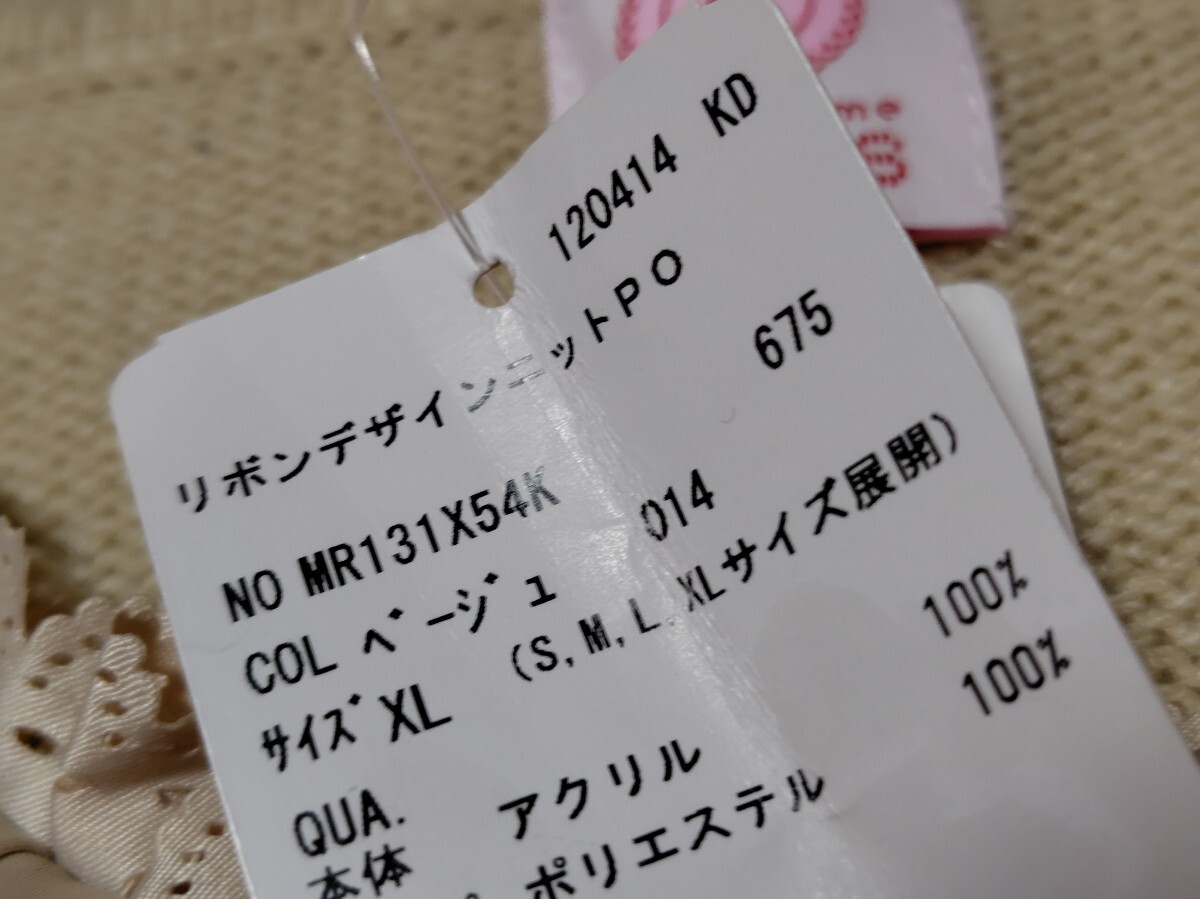 120414 KD
リボンデザインニットPO
675
NO MR131X54K
COL ベージュ 014
サイズ XL (S,M,L,XLサイズ展開)
QUA.
本体 アクリル 100%
ポリエステル 100%
me